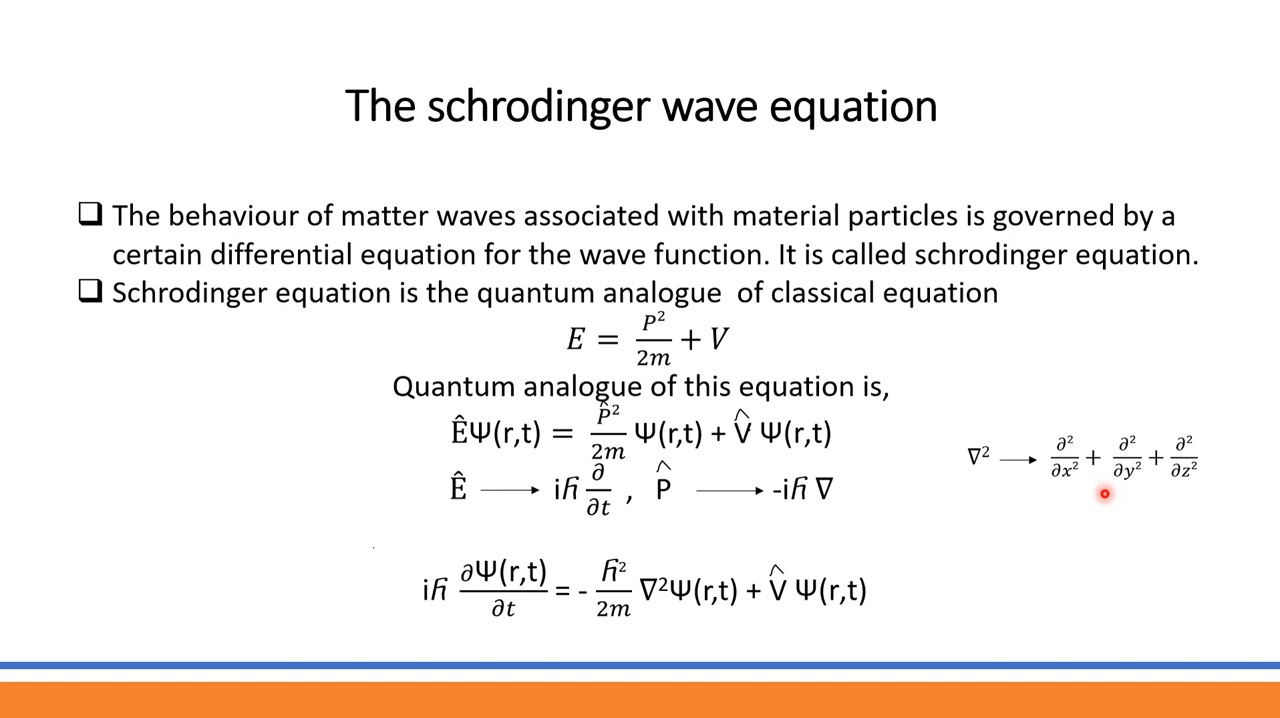 The schrodinger wave equation
❑ The behaviour of matter waves associated with material particles is governed by a
certain differential equation for the wave function. It is called schrodinger equation.
❑ Schrodinger equation is the quantum analogue of classical equation
E = P²/2m + V
Quantum analogue of this equation is,
ÊΨ(r,t) = P̂²/2m Ψ(r,t) + V̂ Ψ(r,t)
∇² ⟶ ∂²/∂x² + ∂²/∂y² + ∂²/∂z²
Ê ⟶ iℏ ∂/∂t , P̂ ⟶ -iℏ ∇
iℏ ∂Ψ(r,t)/∂t = - ℏ²/2m ∇²Ψ(r,t) + V̂ Ψ(r,t)